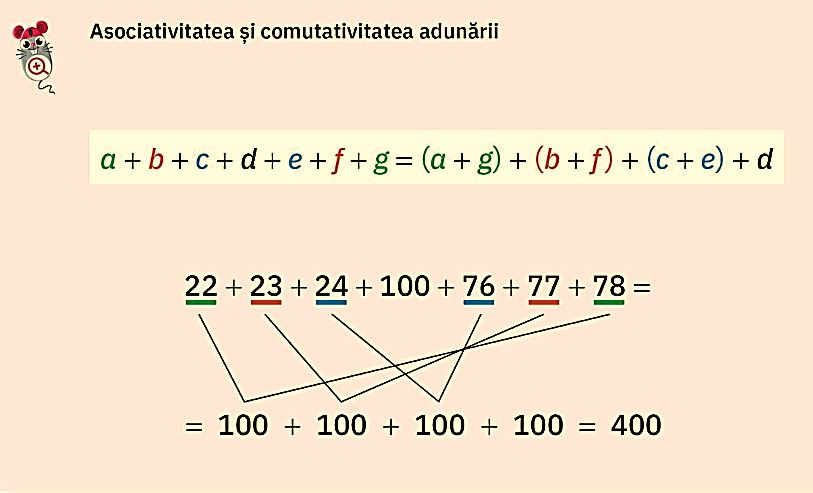 Asociativitatea și comutativitatea adunării
a + b + c + d + e + f + g = (a + g) + (b + f) + (c + e) + d
22 + 23 + 24 + 100 + 76 + 77 + 78 =
= 100 + 100 + 100 + 100 = 400